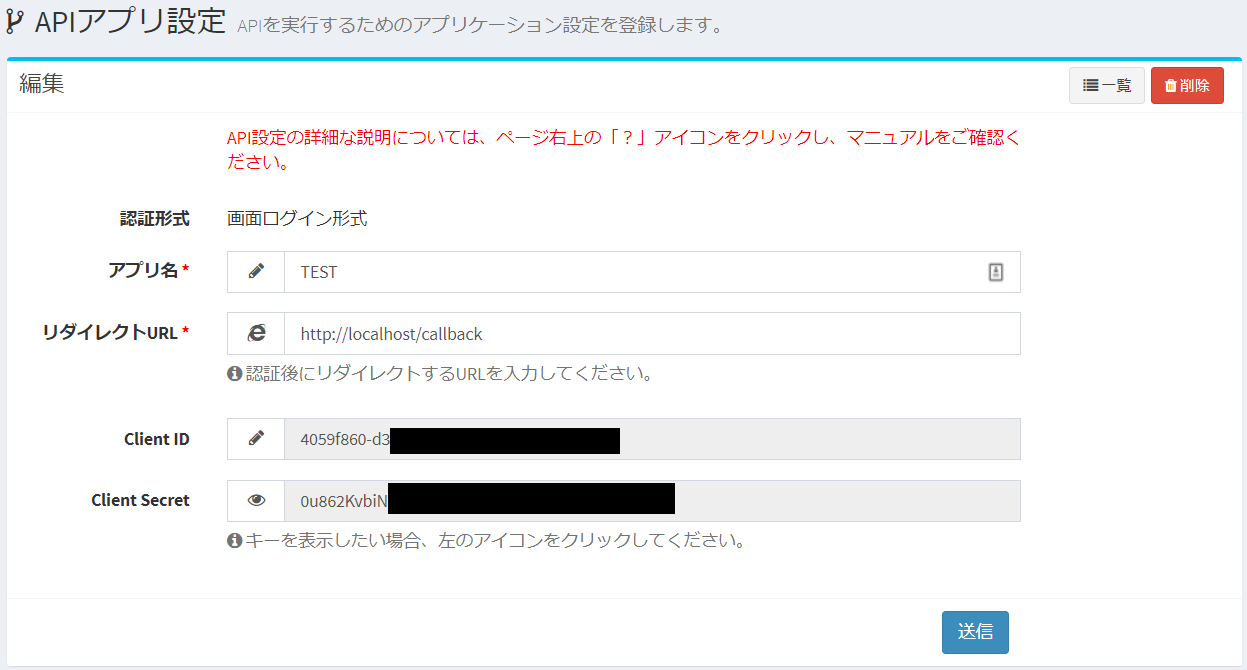 APIアプリ設定 APIを実行するためのアプリケーション設定を登録します。
編集
一覧
削除
API設定の詳細な説明については、ページ右上の「？」アイコンをクリックし、マニュアルをご確認く
ださい。
認証形式 画面ログイン形式
アプリ名* TEST
リダイレクトURL* http://localhost/callback
認証後にリダイレクトするURLを入力してください。
Client ID 4059f860-d3
Client Secret 0u862KvbiN
キーを表示したい場合、左のアイコンをクリックしてください。
送信